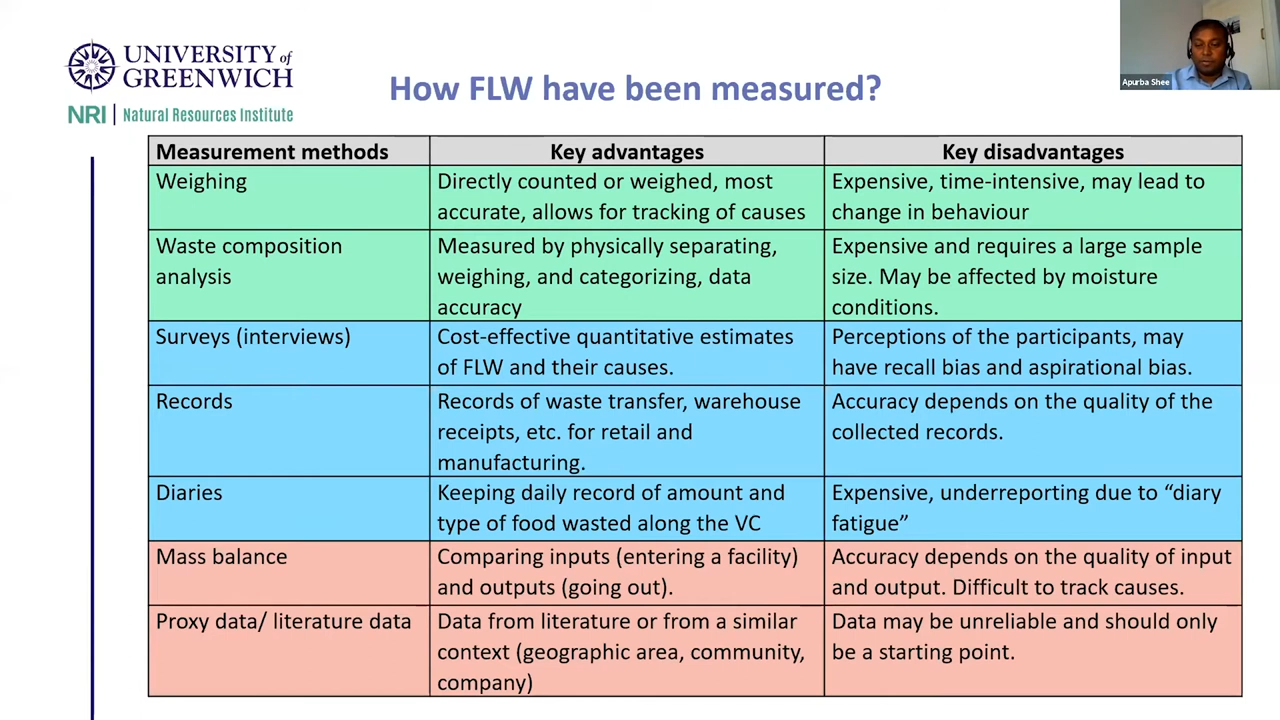 UNIVERSITY of
GREENWICH
NRI | Natural Resources Institute
How FLW have been measured?
Apurba Shee
Measurement methods
Key advantages
Key disadvantages
Weighing
Directly counted or weighed, most
accurate, allows for tracking of causes
Expensive, time-intensive, may lead to
change in behaviour
Waste composition
analysis
Measured by physically separating,
weighing, and categorizing, data
accuracy
Expensive and requires a large sample
size. May be affected by moisture
conditions.
Surveys (interviews)
Cost-effective quantitative estimates
of FLW and their causes.
Perceptions of the participants, may
have recall bias and aspirational bias.
Records
Records of waste transfer, warehouse
receipts, etc. for retail and
manufacturing.
Accuracy depends on the quality of the
collected records.
Diaries
Keeping daily record of amount and
type of food wasted along the VC
Expensive, underreporting due to “diary
fatigue”
Mass balance
Comparing inputs (entering a facility)
and outputs (going out).
Accuracy depends on the quality of input
and output. Difficult to track causes.
Proxy data/ literature data
Data from literature or from a similar
context (geographic area, community,
company)
Data may be unreliable and should only
be a starting point.